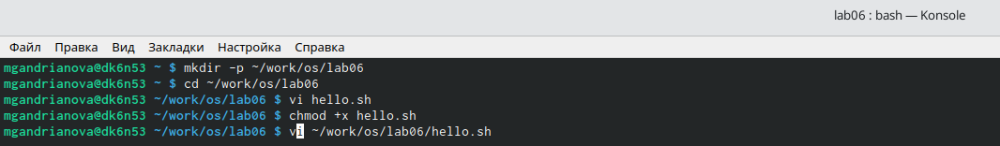 lab06 : bash — Konsole
Файл Правка Вид Закладки Настройка Справка
mgandrianova@dk6n53 ~ $ mkdir -p ~/work/os/lab06
mgandrianova@dk6n53 ~ $ cd ~/work/os/lab06
mgandrianova@dk6n53 ~/work/os/lab06 $ vi hello.sh
mgandrianova@dk6n53 ~/work/os/lab06 $ chmod +x hello.sh
mgandrianova@dk6n53 ~/work/os/lab06 $ vi ~/work/os/lab06/hello.sh